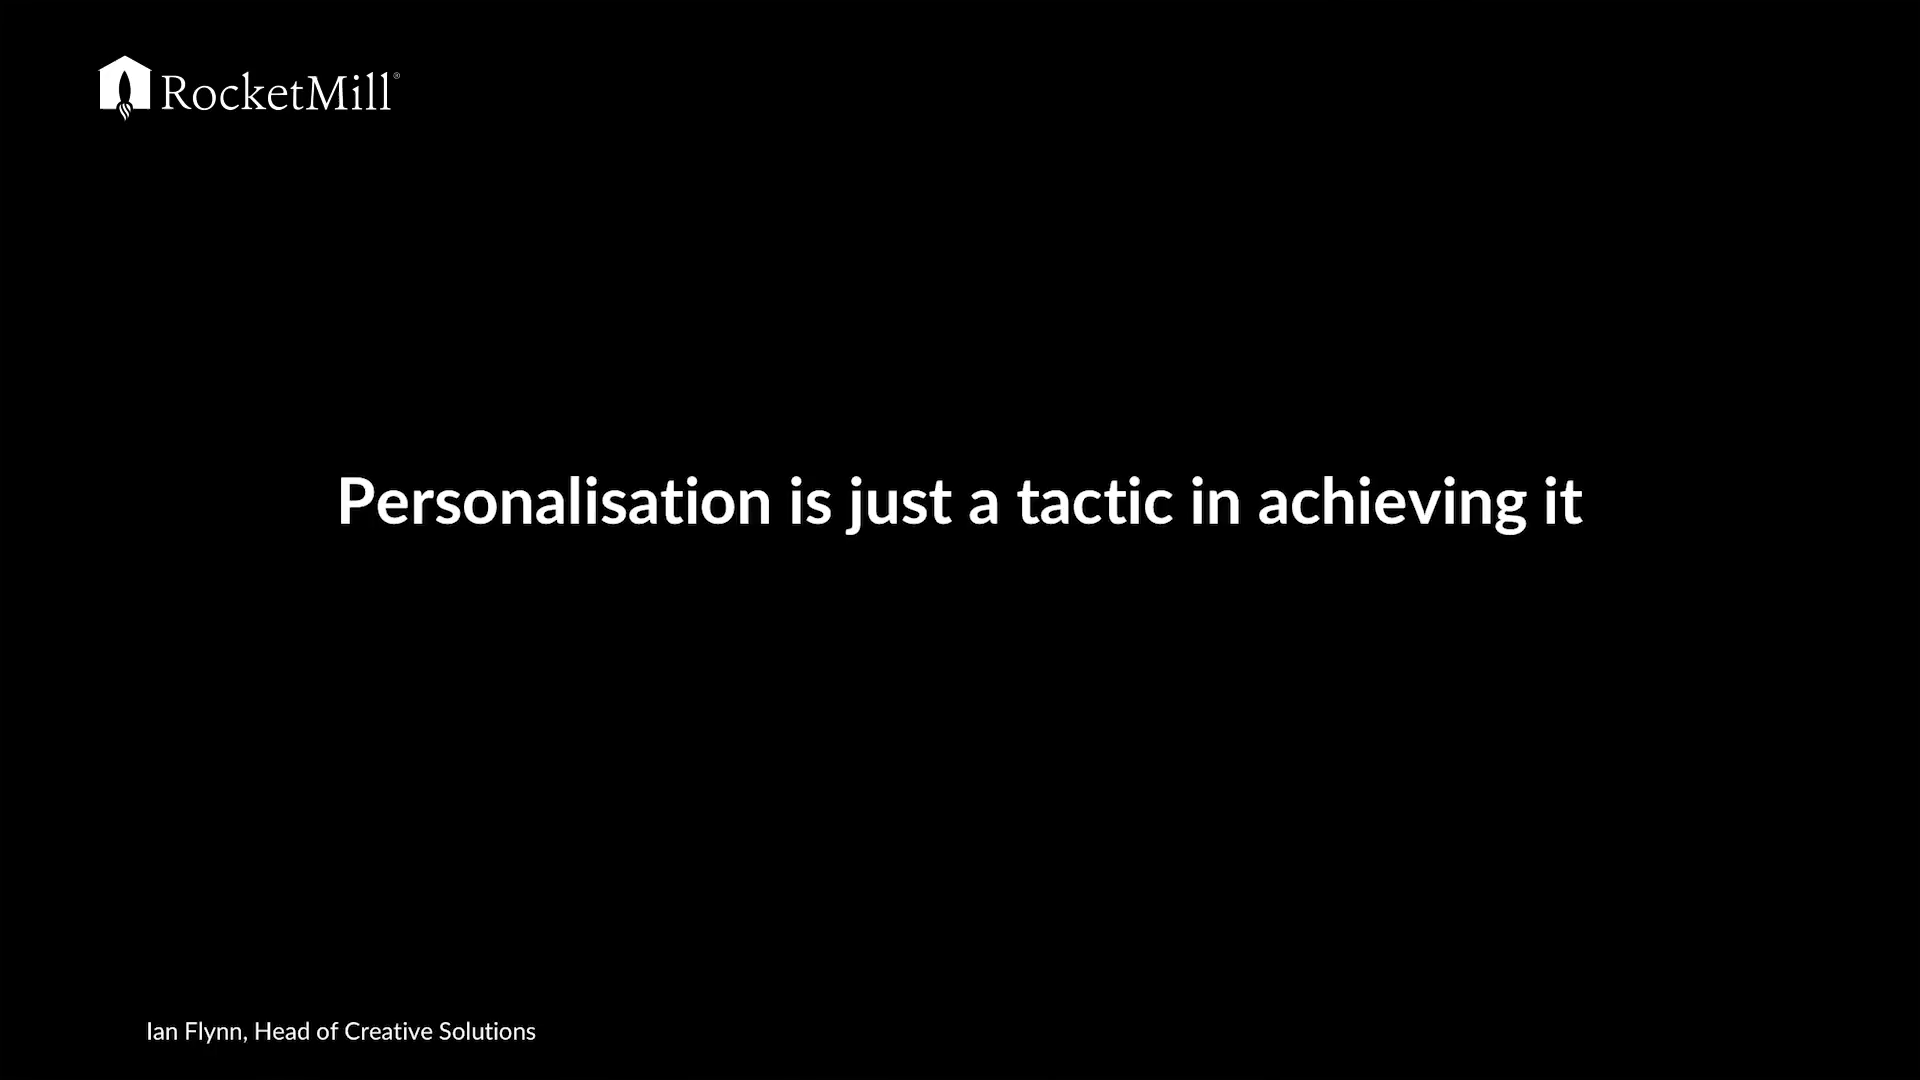 RocketMill®
Personalisation is just a tactic in achieving it
Ian Flynn, Head of Creative Solutions